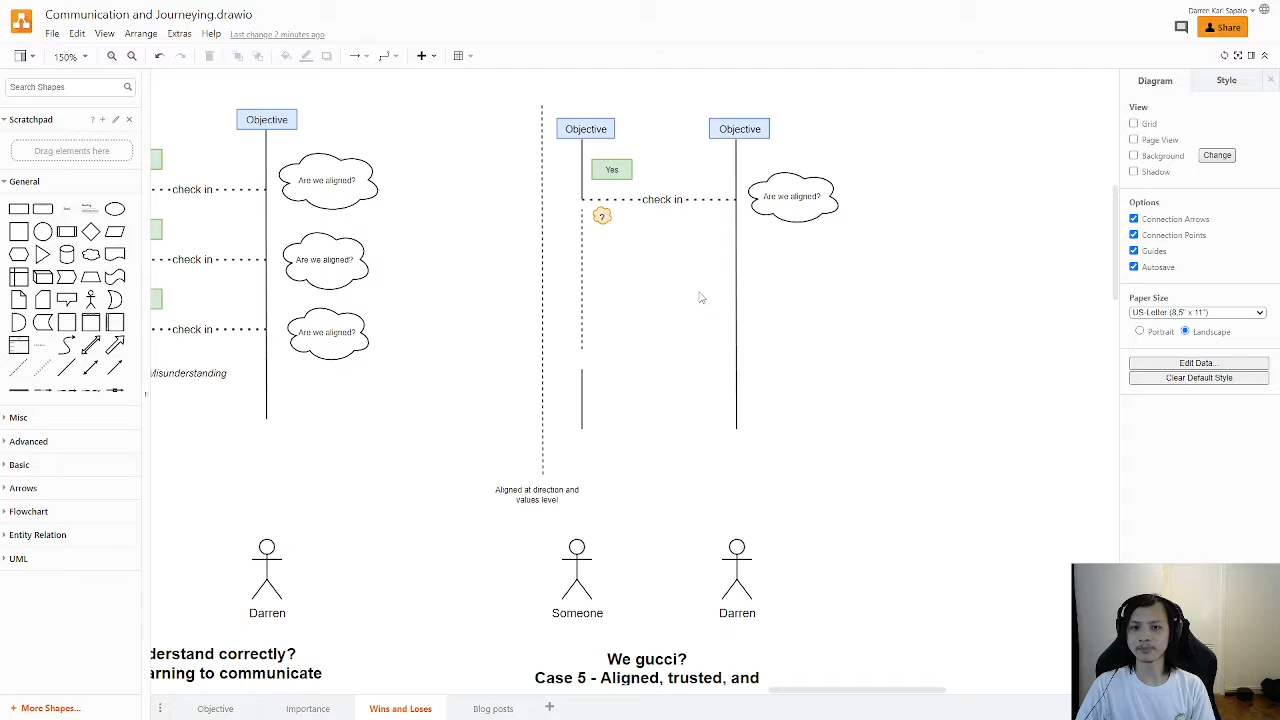 Communication and Journeying.drawio
Darren Karl Sapalo
File Edit View Arrange Extras Help Last change 2 minutes ago
Share
150%
Search Shapes
Scratchpad
?
Drag elements here
General
Misc
Advanced
Basic
Arrows
Flowchart
Entity Relation
UML
More Shapes...
Objective
Are we aligned?
check in
Are we aligned?
check in
Are we aligned?
check in
Misunderstanding
Darren
derstand correctly?
arning to communicate
Objective
Objective
Yes
check in
Are we aligned?
?
Aligned at direction and
values level
Someone
Darren
We gucci?
Case 5 - Aligned, trusted, and
Objective
Importance
Wins and Loses
Blog posts
Diagram
Style
View
Grid
Page View
Background
Change
Shadow
Options
Connection Arrows
Connection Points
Guides
Autosave
Paper Size
US-Letter (8,5" x 11")
Portrait
Landscape
Edit Data...
Clear Default Style